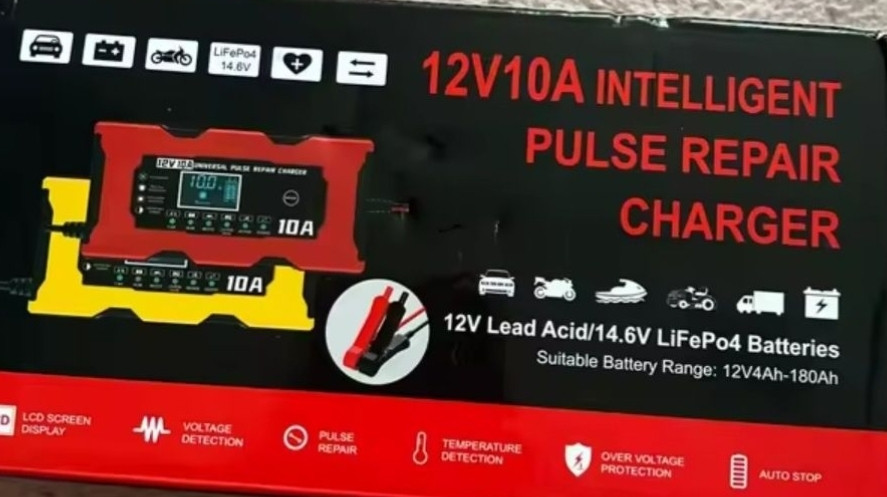 LiFePo4
14.6V
12V10A INTELLIGENT
PULSE REPAIR
CHARGER
12V 10A UNIVERSAL PULSE REPAIR CHARGER
10.0
10A
10A
12V Lead Acid/14.6V LiFePo4 Batteries
Suitable Battery Range: 12V4Ah-180Ah
LCD SCREEN
DISPLAY
VOLTAGE
DETECTION
PULSE
REPAIR
TEMPERATURE
DETECTION
OVER VOLTAGE
PROTECTION
AUTO STOP